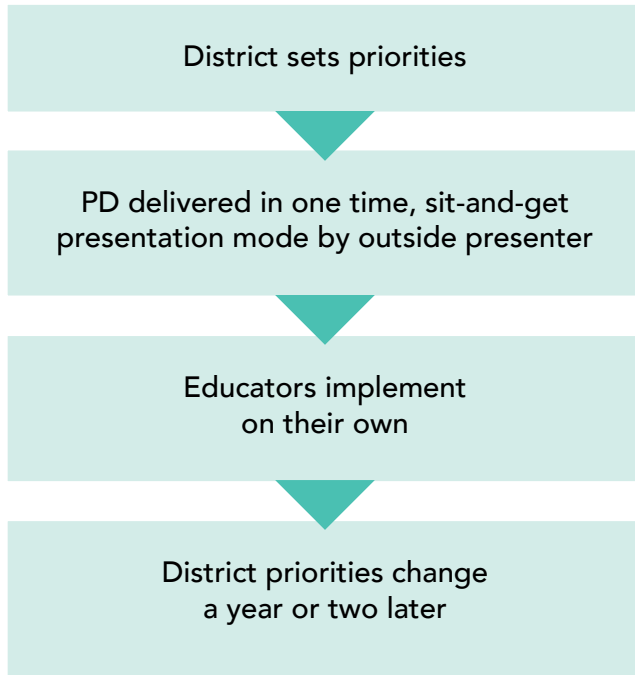 District sets priorities
PD delivered in one time, sit-and-get
presentation mode by outside presenter
Educators implement
on their own
District priorities change
a year or two later